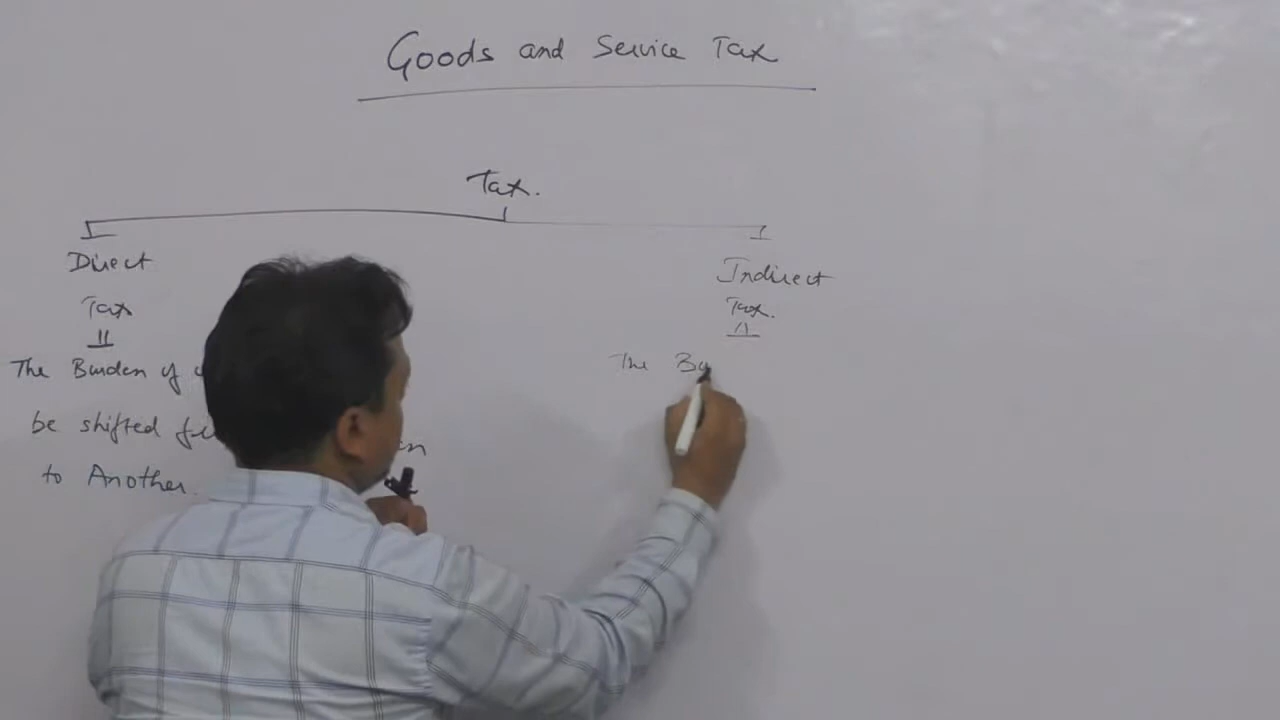 Goods and Service Tax
Tax.
Direct
Tax
Indirect
Tax.
The Burden of
be shifted
to Another.
The Bu